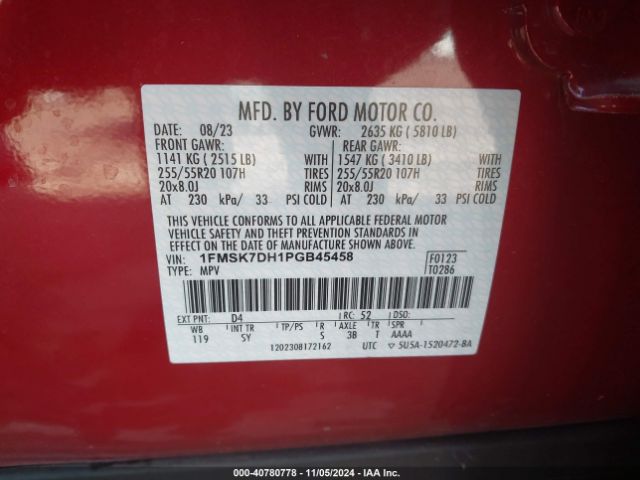 MFD. BY FORD MOTOR CO.
DATE: 08/23 GVWR: 2635 KG ( 5810 LB)
FRONT GAWR: REAR GAWR:
1141 KG ( 2515 LB) WITH 1547 KG ( 3410 LB) WITH
255/55R20 107H TIRES 255/55R20 107H TIRES
20x8.0J RIMS 20x8.0J RIMS
AT 230 kPa/ 33 PSI COLD AT 230 kPa/ 33 PSI COLD
THIS VEHICLE CONFORMS TO ALL APPLICABLE FEDERAL MOTOR
VEHICLE SAFETY AND THEFT PREVENTION STANDARDS IN
EFFECT ON THE DATE OF MANUFACTURE SHOWN ABOVE.
VIN: 1FMSK7DH1PGB45458 F0123
TYPE: MPV T0286
EXT PNT: D4 RC: 52 DSO:
WB INT TR TP/PS R AXLE TR SPR
119 SY S 3B T AAAA
1202308172162 UTC ▽ 5U5A-1520472-BA
000-40780778 - 11/05/2024 - IAA Inc.